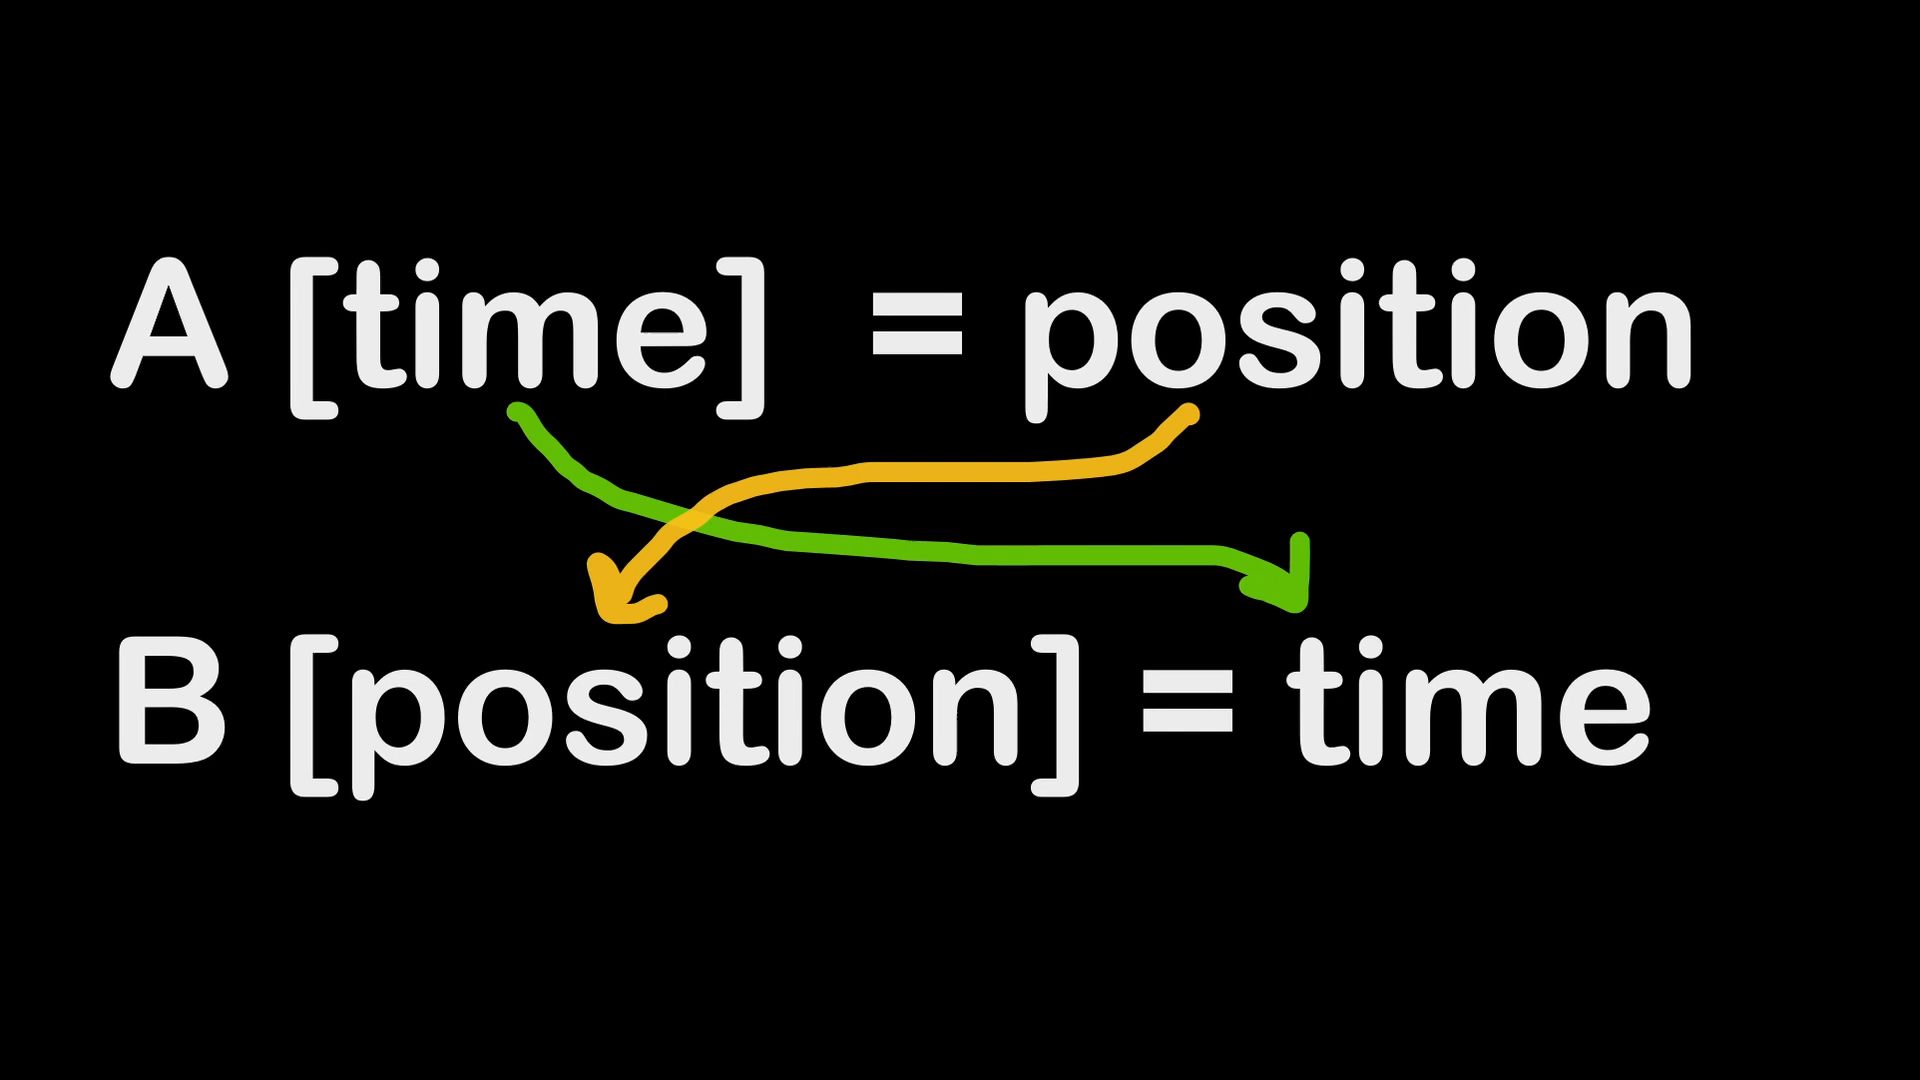 A [time] = position
B [position] = time